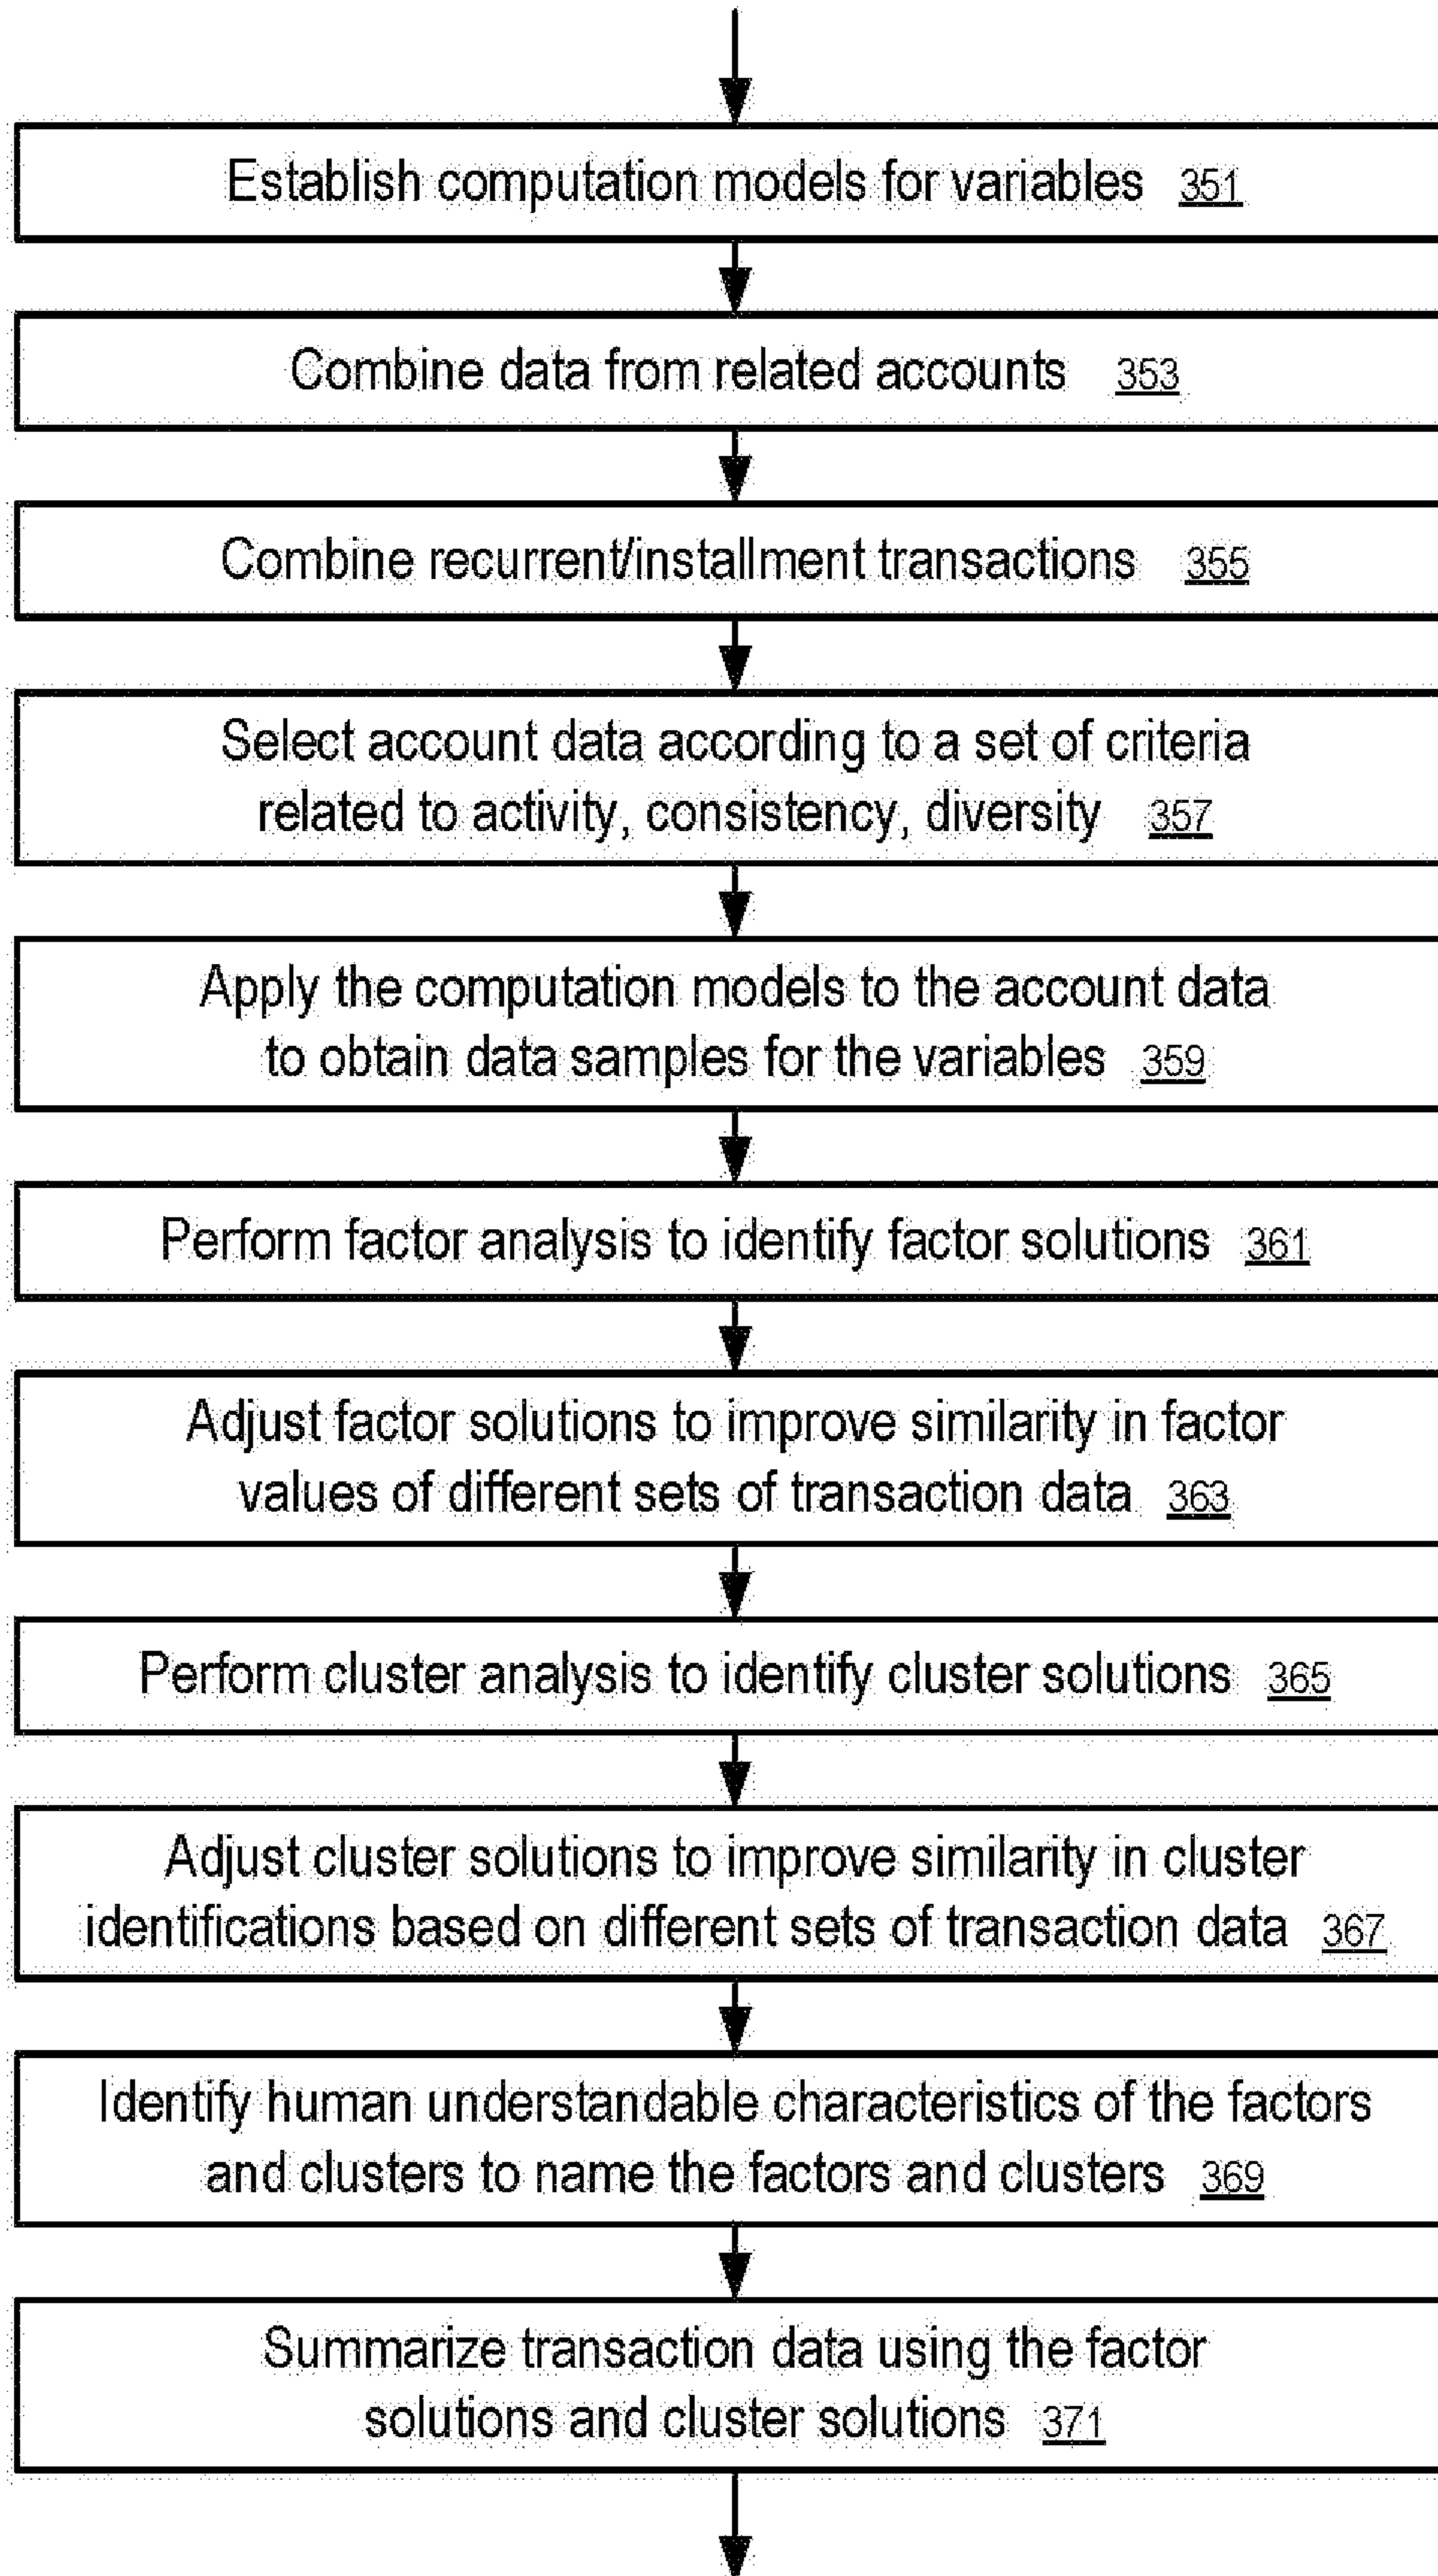 Establish computation models for variables 351
Combine data from related accounts 353
Combine recurrent/installment transactions 355
Select account data according to a set of criteria
related to activity, consistency, diversity 357
Apply the computation models to the account data
to obtain data samples for the variables 359
Perform factor analysis to identify factor solutions 361
Adjust factor solutions to improve similarity in factor
values of different sets of transaction data 363
Perform cluster analysis to identify cluster solutions 365
Adjust cluster solutions to improve similarity in cluster
identifications based on different sets of transaction data 367
Identify human understandable characteristics of the factors
and clusters to name the factors and clusters 369
Summarize transaction data using the factor
solutions and cluster solutions 371